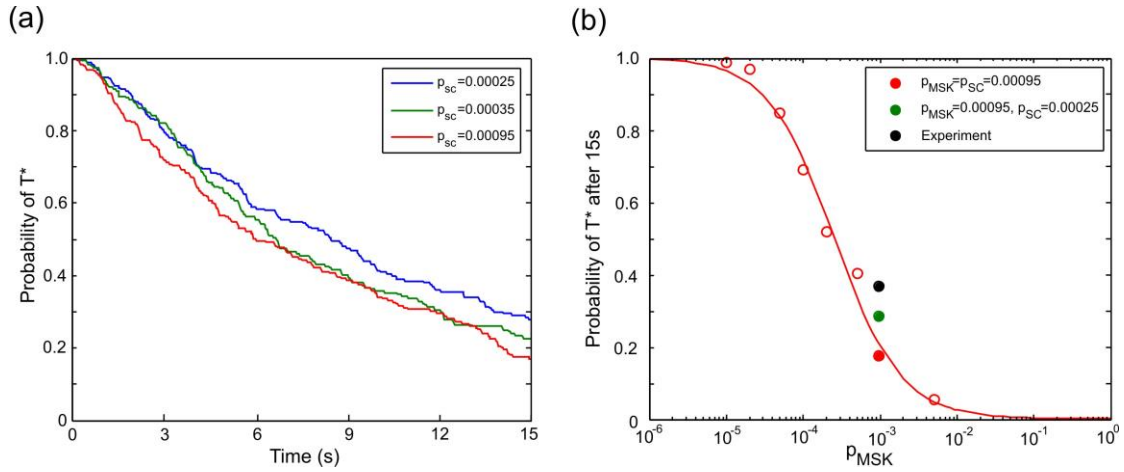 (a)
1.0
0.8
0.6
0.4
0.2
0
Probability of T*
p_sc=0.00025
p_sc=0.00035
p_sc=0.00095
0 3 6 9 12 15
Time (s)
(b)
1.0
0.8
0.6
0.4
0.2
0
Probability of T* after 15s
p_MSK=p_SC=0.00095
p_MSK=0.00095, p_SC=0.00025
Experiment
10^-6 10^-5 10^-4 10^-3 10^-2 10^-1 10^0
p_MSK